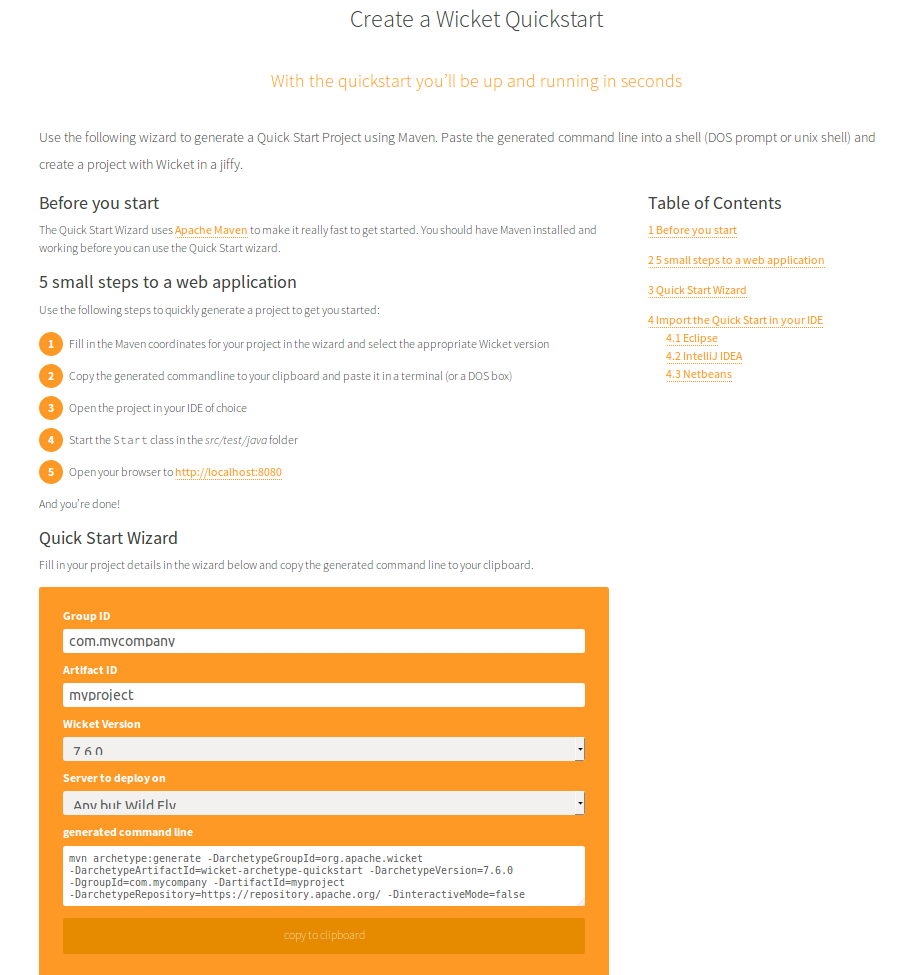 Create a Wicket Quickstart
With the quickstart you'll be up and running in seconds
Use the following wizard to generate a Quick Start Project using Maven. Paste the generated command line into a shell (DOS prompt or unix shell) and
create a project with Wicket in a jiffy.
Before you start
The Quick Start Wizard uses Apache Maven to make it really fast to get started. You should have Maven installed and
working before you can use the Quick Start wizard.
5 small steps to a web application
Use the following steps to quickly generate a project to get you started:
1 Fill in the Maven coordinates for your project in the wizard and select the appropriate Wicket version
2 Copy the generated commandline to your clipboard and paste it in a terminal (or a DOS box)
3 Open the project in your IDE of choice
4 Start the Start class in the src/test/java folder
5 Open your browser to http://localhost:8080
And you're done!
Quick Start Wizard
Fill in your project details in the wizard below and copy the generated command line to your clipboard.
Group ID
com.mycompany
Artifact ID
myproject
Wicket Version
7.6.0
Server to deploy on
Any but Wild Fly
generated command line
mvn archetype:generate -DarchetypeGroupId=org.apache.wicket
-DarchetypeArtifactId=wicket-archetype-quickstart -DarchetypeVersion=7.6.0
-DgroupId=com.mycompany -DartifactId=myproject
-DarchetypeRepository=https://repository.apache.org/ -DinteractiveMode=false
copy to clipboard
Table of Contents
1 Before you start
2 5 small steps to a web application
3 Quick Start Wizard
4 Import the Quick Start in your IDE
4.1 Eclipse
4.2 IntelliJ IDEA
4.3 Netbeans